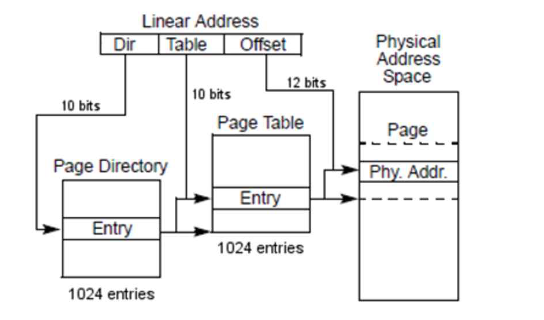 Linear Address
Dir Table Offset
Physical
Address
Space
12 bits
10 bits
10 bits
Page Table
Page
Page Directory
Phy. Addr.
Entry
Entry
1024 entries
1024 entries